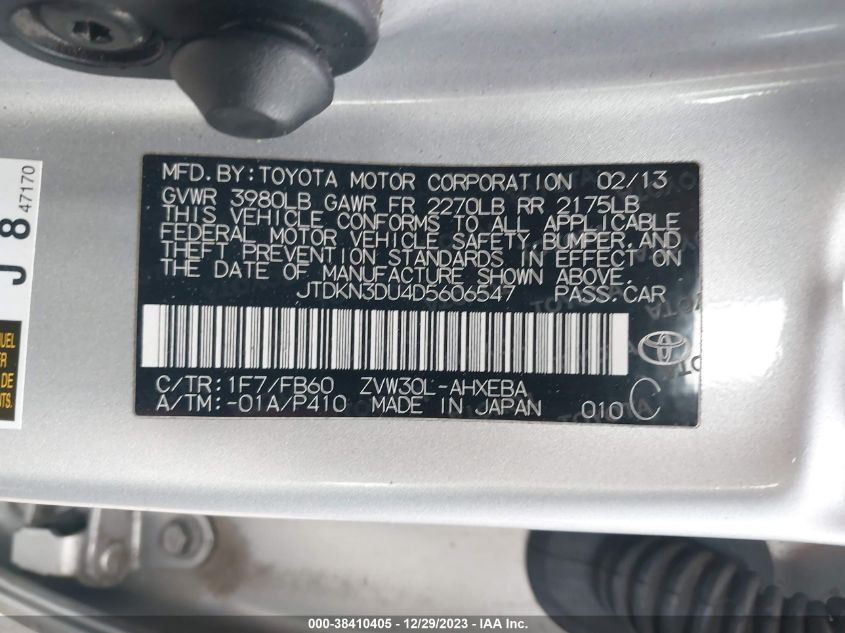 MFD. BY: TOYOTA MOTOR CORPORATION 02/13
GVWR 3980LB GAWR FR 2270LB RR 2175LB
THIS VEHICLE CONFORMS TO ALL APPLICABLE
FEDERAL MOTOR VEHICLE SAFETY, BUMPER, AND
THEFT PREVENTION STANDARDS IN EFFECT ON
THE DATE OF MANUFACTURE SHOWN ABOVE.
JTDKN3DU4D5606547 PASS. CAR
C/TR: 1F7/FB60 ZVW30L-AHXEBA
A/TM: -01A/P410 MADE IN JAPAN 010 C
J 8
47170
000-38410405 - 12/29/2023 - IAA Inc.